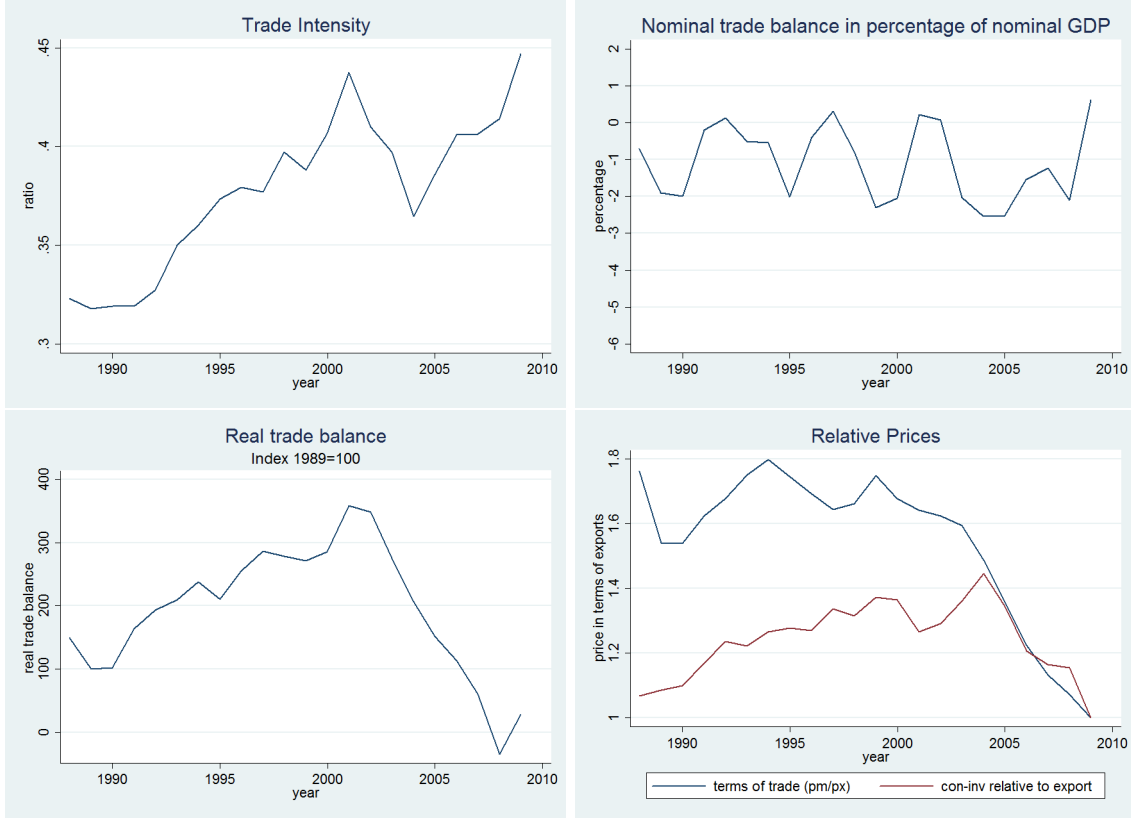 Trade Intensity
.45
.4
.35
.3
ratio
1990 1995 2000 2005 2010
year
Nominal trade balance in percentage of nominal GDP
2
1
0
-1
-2
-3
-4
-5
-6
percentage
1990 1995 2000 2005 2010
year
Real trade balance
Index 1989=100
400
300
200
100
0
real trade balance
1990 1995 2000 2005 2010
year
Relative Prices
1.8
1.6
1.4
1.2
1
price in terms of exports
1990 1995 2000 2005 2010
year
terms of trade (pm/px) con-inv relative to export